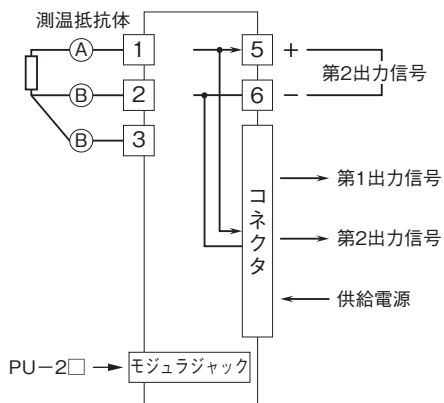 測温抵抗体
A 1 5 +
第2出力信号
B 2 6 −
B 3
コネクタ
第1出力信号
第2出力信号
供給電源
PU−2□ モジュラジャック